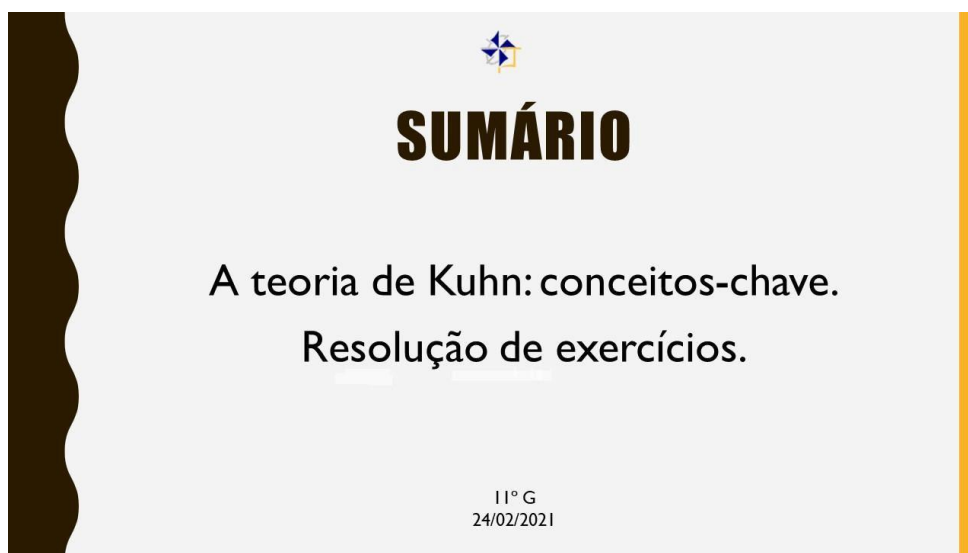 SUMÁRIO
A teoria de Kuhn: conceitos-chave.
Resolução de exercícios.
11º G
24/02/2021